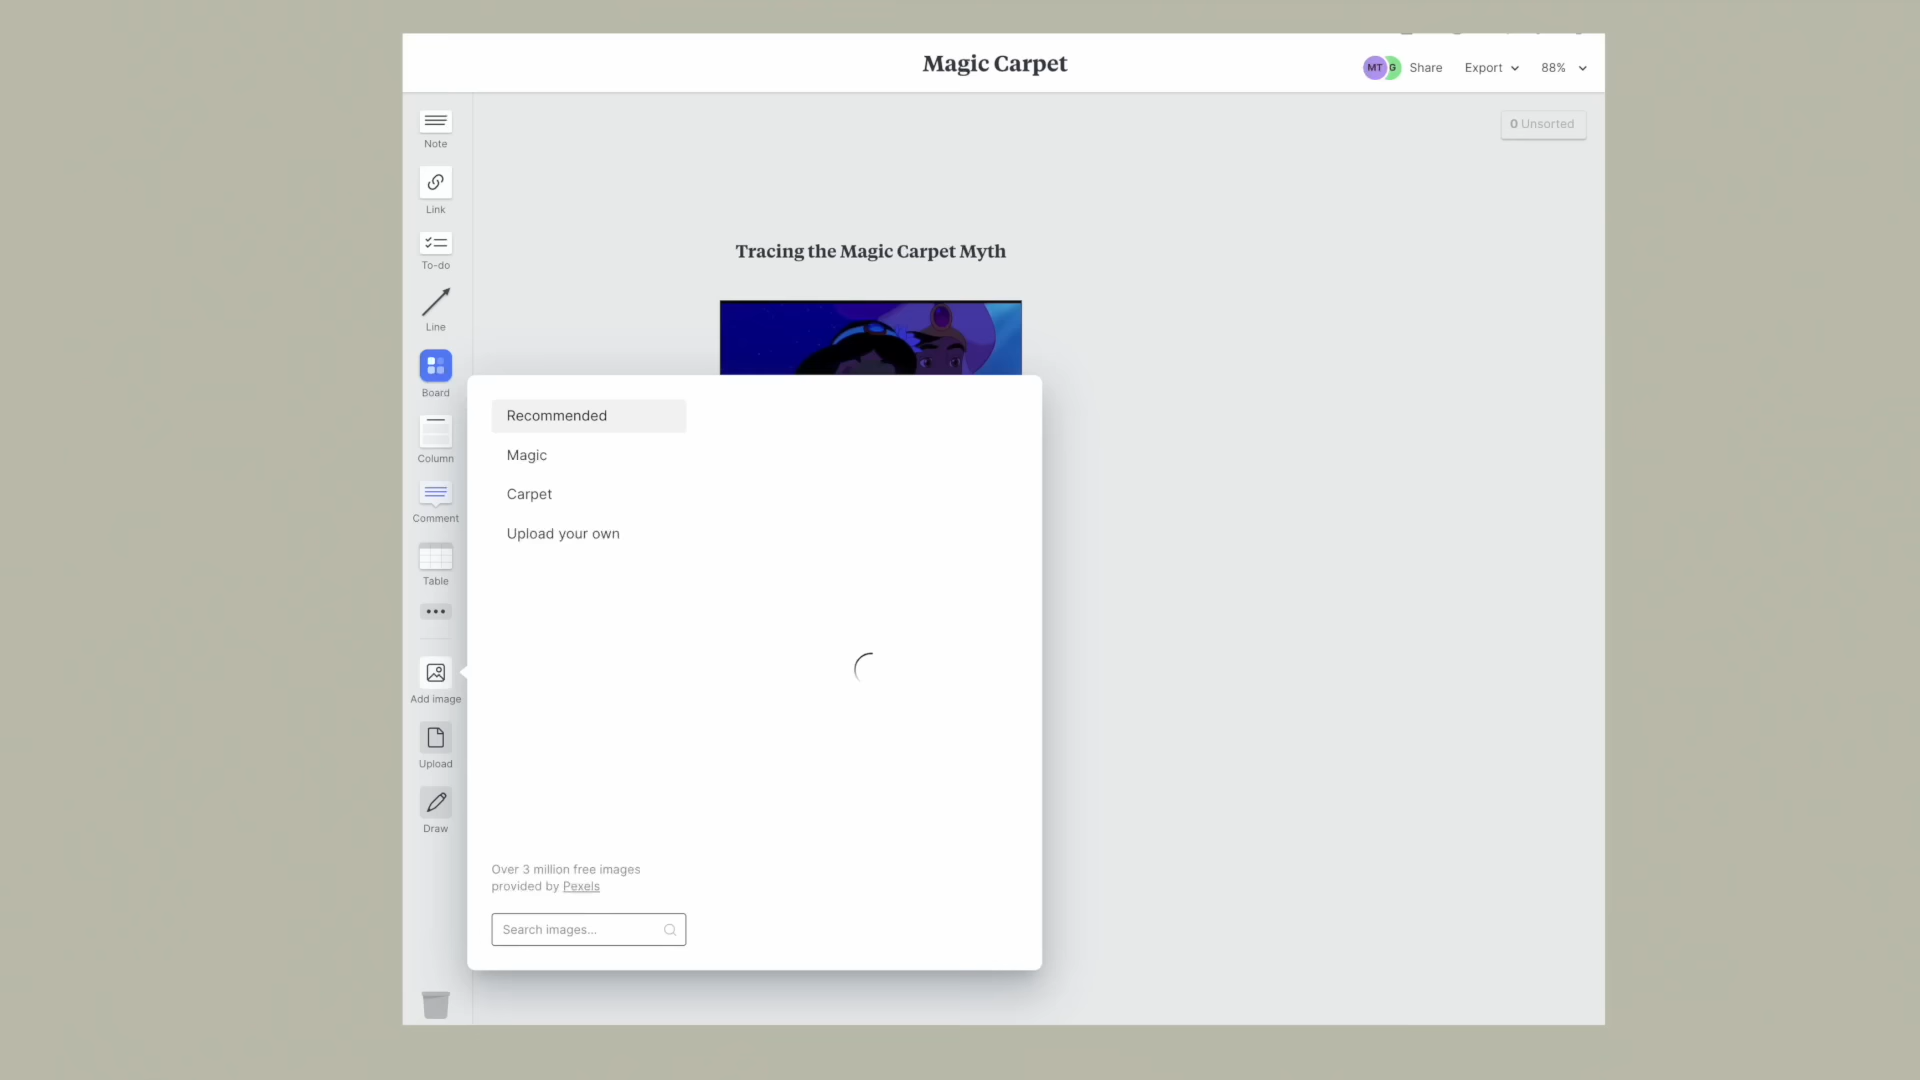 Magic Carpet
MT G Share Export 88%
0 Unsorted
Note
Link
To-do
Line
Board
Column
Comment
Table
Add image
Upload
Draw
Tracing the Magic Carpet Myth
Recommended
Magic
Carpet
Upload your own
Over 3 million free images
provided by Pexels
Search images...